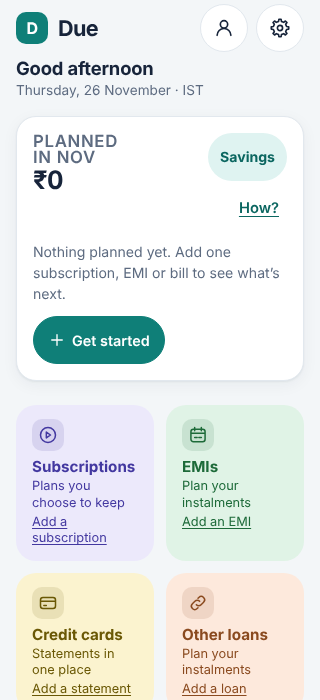 D Due
Good afternoon
Thursday, 26 November · IST
PLANNED
IN NOV
₹0
Savings
How?
Nothing planned yet. Add one
subscription, EMI or bill to see what’s
next.
+ Get started
Subscriptions
Plans you
choose to keep
Add a
subscription
EMIs
Plan your
instalments
Add an EMI
Credit cards
Statements in
one place
Add a statement
Other loans
Plan your
instalments
Add a loan